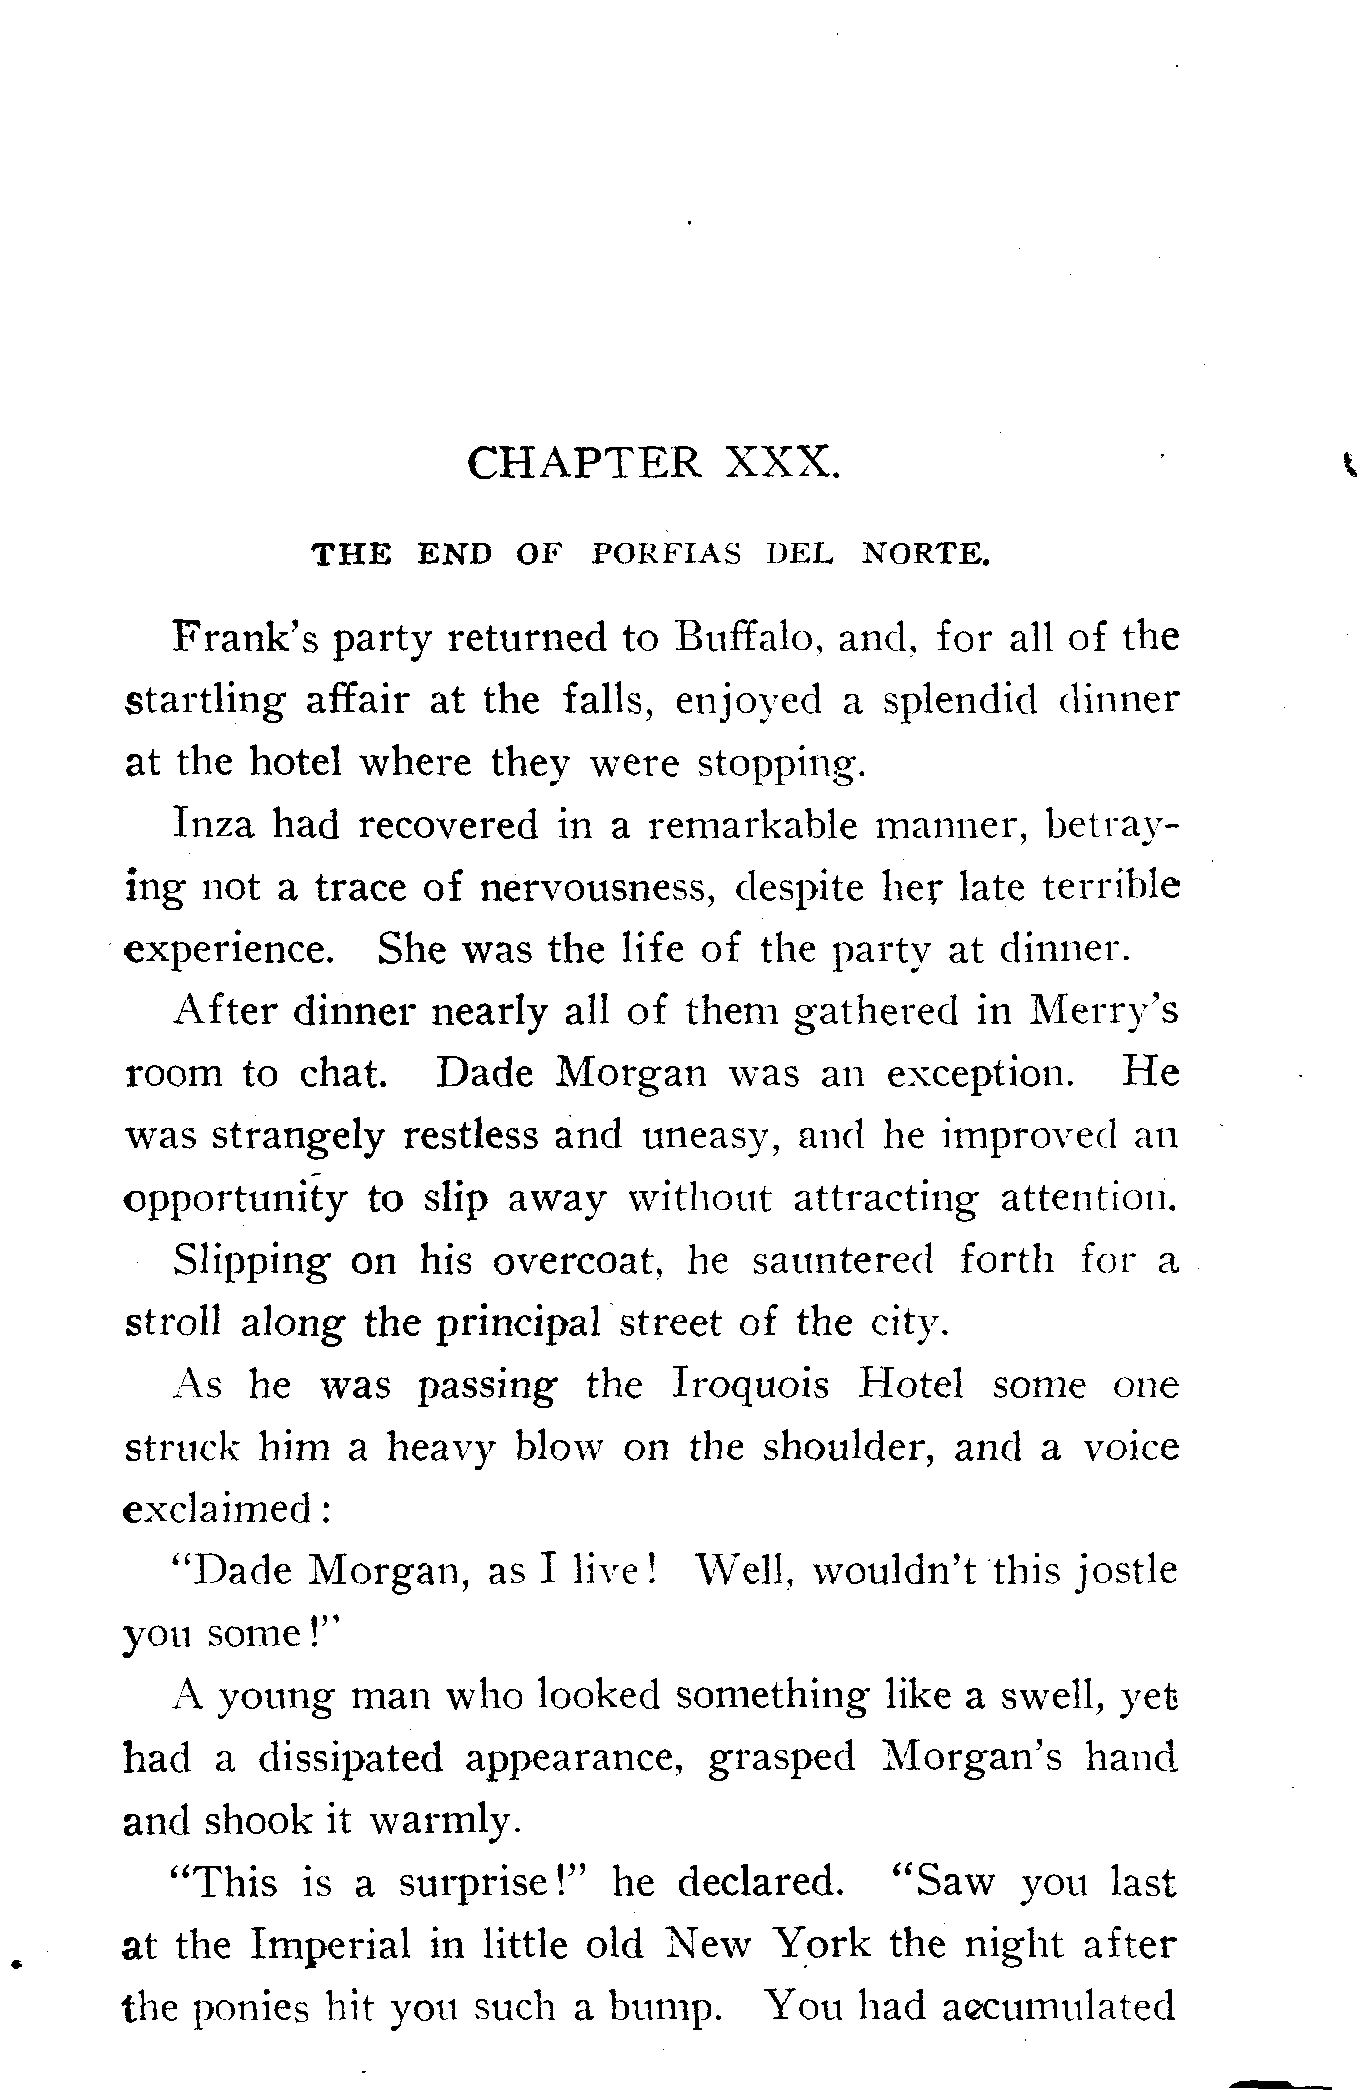 CHAPTER XXX.
THE END OF PORFIAS DEL NORTE.
Frank's party returned to Buffalo, and, for all of the
startling affair at the falls, enjoyed a splendid dinner
at the hotel where they were stopping.
Inza had recovered in a remarkable manner, betray-
ing not a trace of nervousness, despite her late terrible
experience. She was the life of the party at dinner.
After dinner nearly all of them gathered in Merry's
room to chat. Dade Morgan was an exception. He
was strangely restless and uneasy, and he improved an
opportunity to slip away without attracting attention.
Slipping on his overcoat, he sauntered forth for a
stroll along the principal street of the city.
As he was passing the Iroquois Hotel some one
struck him a heavy blow on the shoulder, and a voice
exclaimed:
"Dade Morgan, as I live! Well, wouldn't this jostle
you some!"
A young man who looked something like a swell, yet
had a dissipated appearance, grasped Morgan's hand
and shook it warmly.
"This is a surprise!" he declared. "Saw you last
at the Imperial in little old New York the night after
the ponies hit you such a bump. You had accumulated